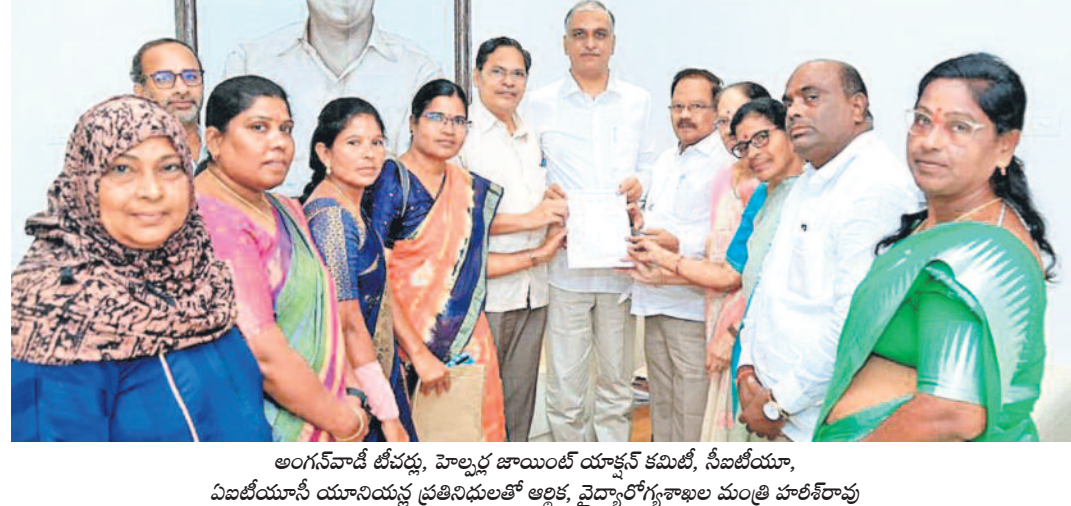 అంగన్‌వాడీ టీచర్లు, హెల్పర్ల జాయింట్ యాక్షన్ కమిటీ, సీఐటీయూ,
ఏఐటీయూసీ యూనియన్ల ప్రతినిధులతో ఆర్థిక, వైద్యారోగ్యశాఖల మంత్రి హరీశ్‌రావు